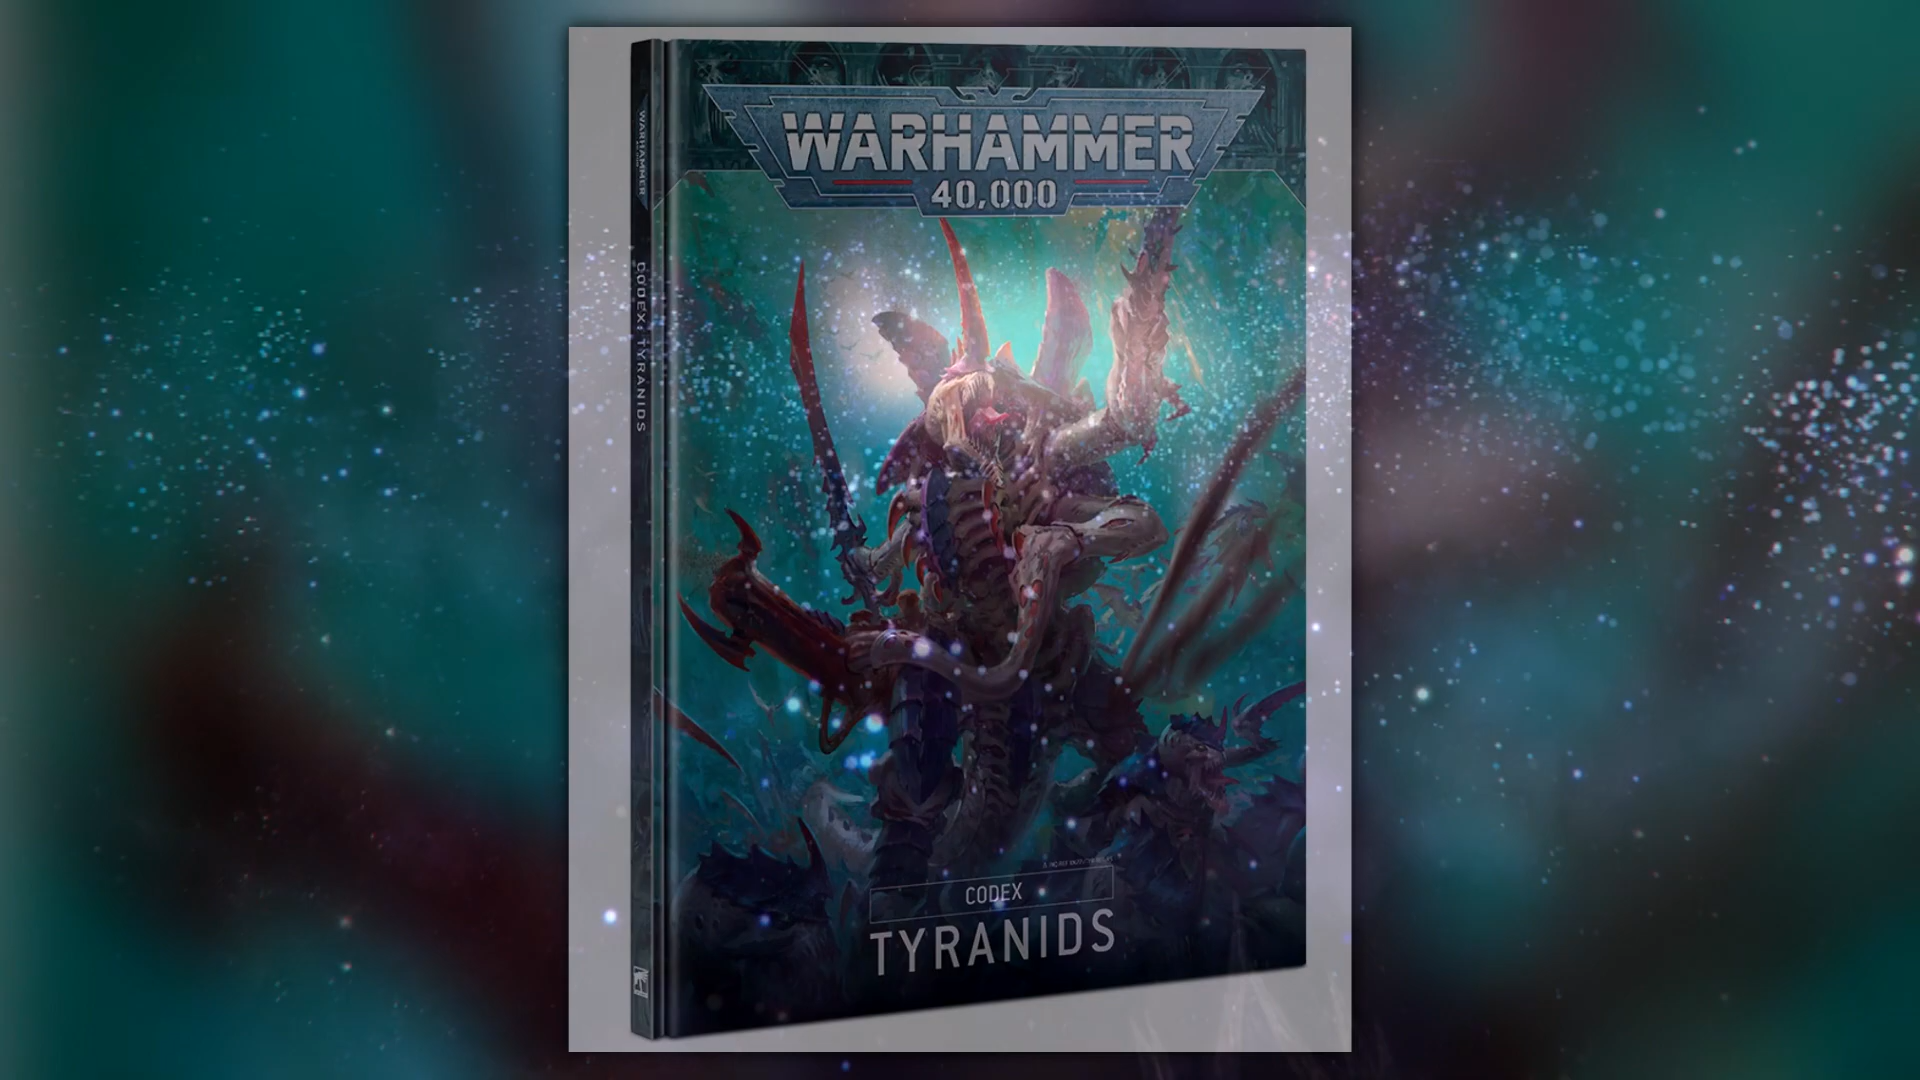 WARHAMMER
40,000
WARHAMMER
CODEX: TYRANIDS
CODEX
TYRANIDS